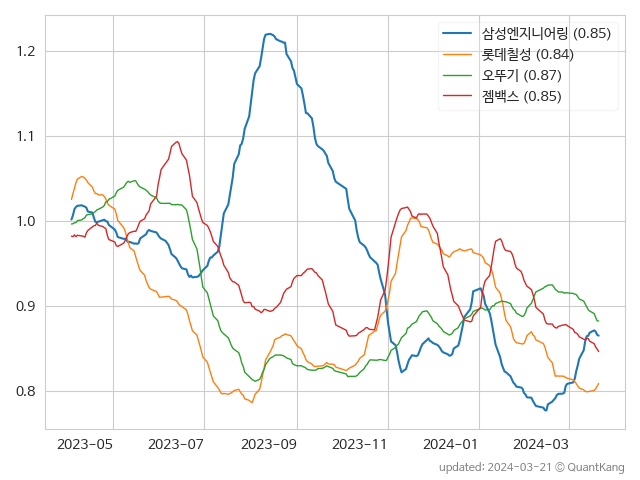 삼성엔지니어링 (0.85)
롯데칠성 (0.84)
오뚜기 (0.87)
젬백스 (0.85)
1.2
1.1
1.0
0.9
0.8
2023-05 2023-07 2023-09 2023-11 2024-01 2024-03
updated: 2024-03-21 © QuantKang